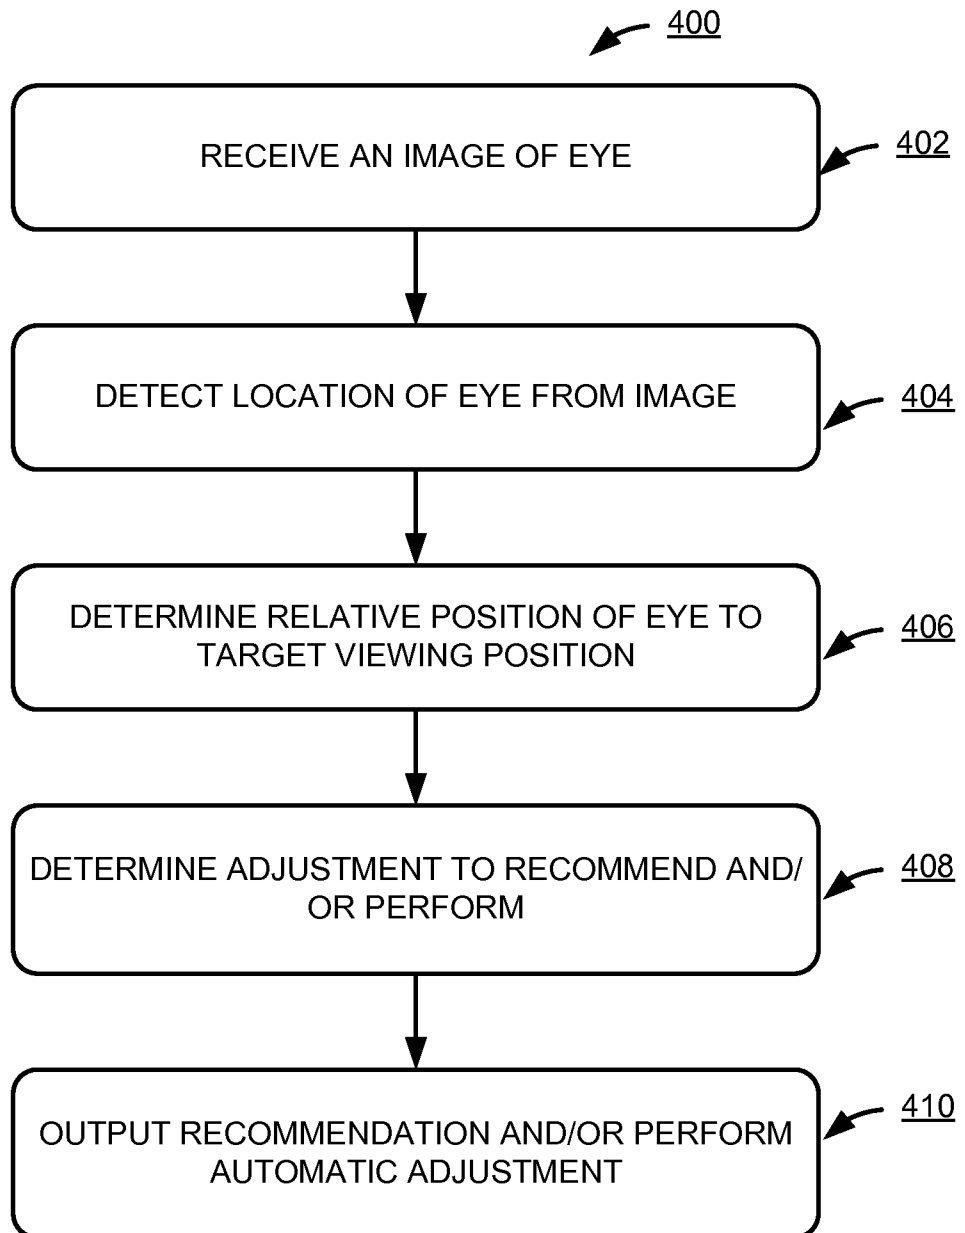 400
RECEIVE AN IMAGE OF EYE
402
DETECT LOCATION OF EYE FROM IMAGE
404
DETERMINE RELATIVE POSITION OF EYE TO
TARGET VIEWING POSITION
406
DETERMINE ADJUSTMENT TO RECOMMEND AND/
OR PERFORM
408
OUTPUT RECOMMENDATION AND/OR PERFORM
AUTOMATIC ADJUSTMENT
410